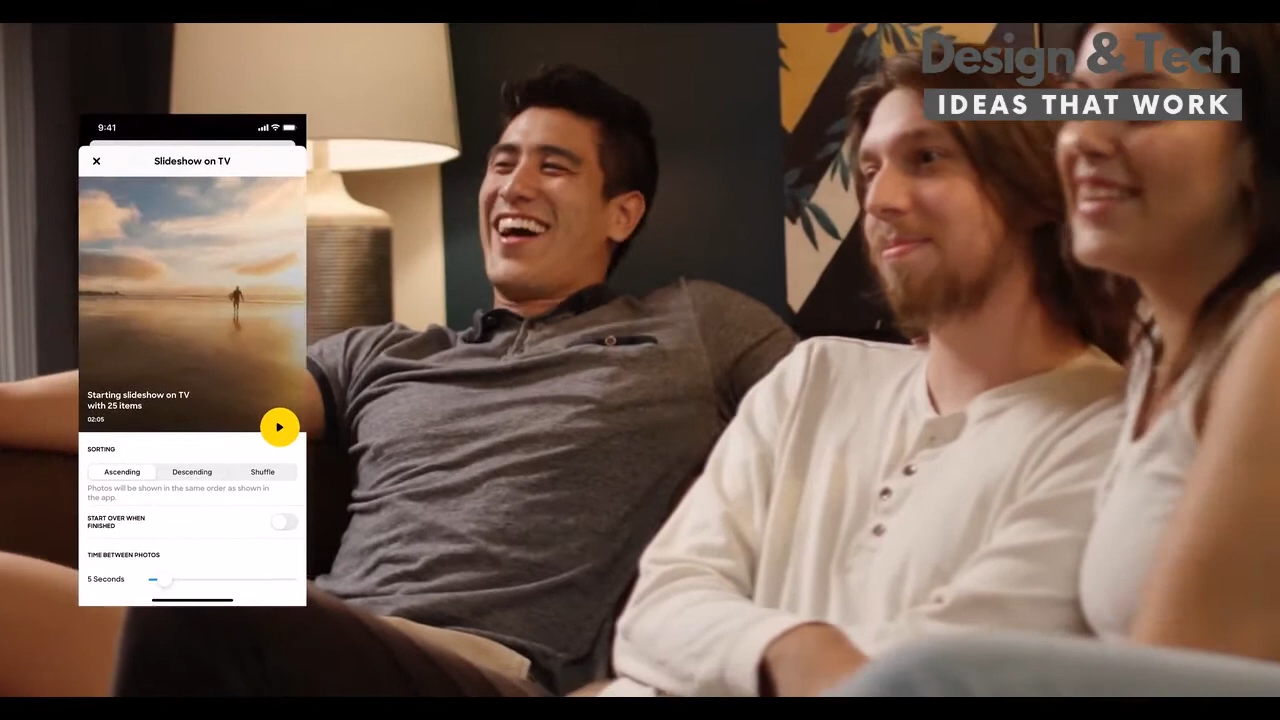 Design & Tech
IDEAS THAT WORK
9:41
Slideshow on TV
Starting slideshow on TV
with 25 items
02:05
SORTING
Ascending
Descending
Shuffle
Photos will be shown in the same order as shown in
the app.
START OVER WHEN
FINISHED
TIME BETWEEN PHOTOS
5 Seconds